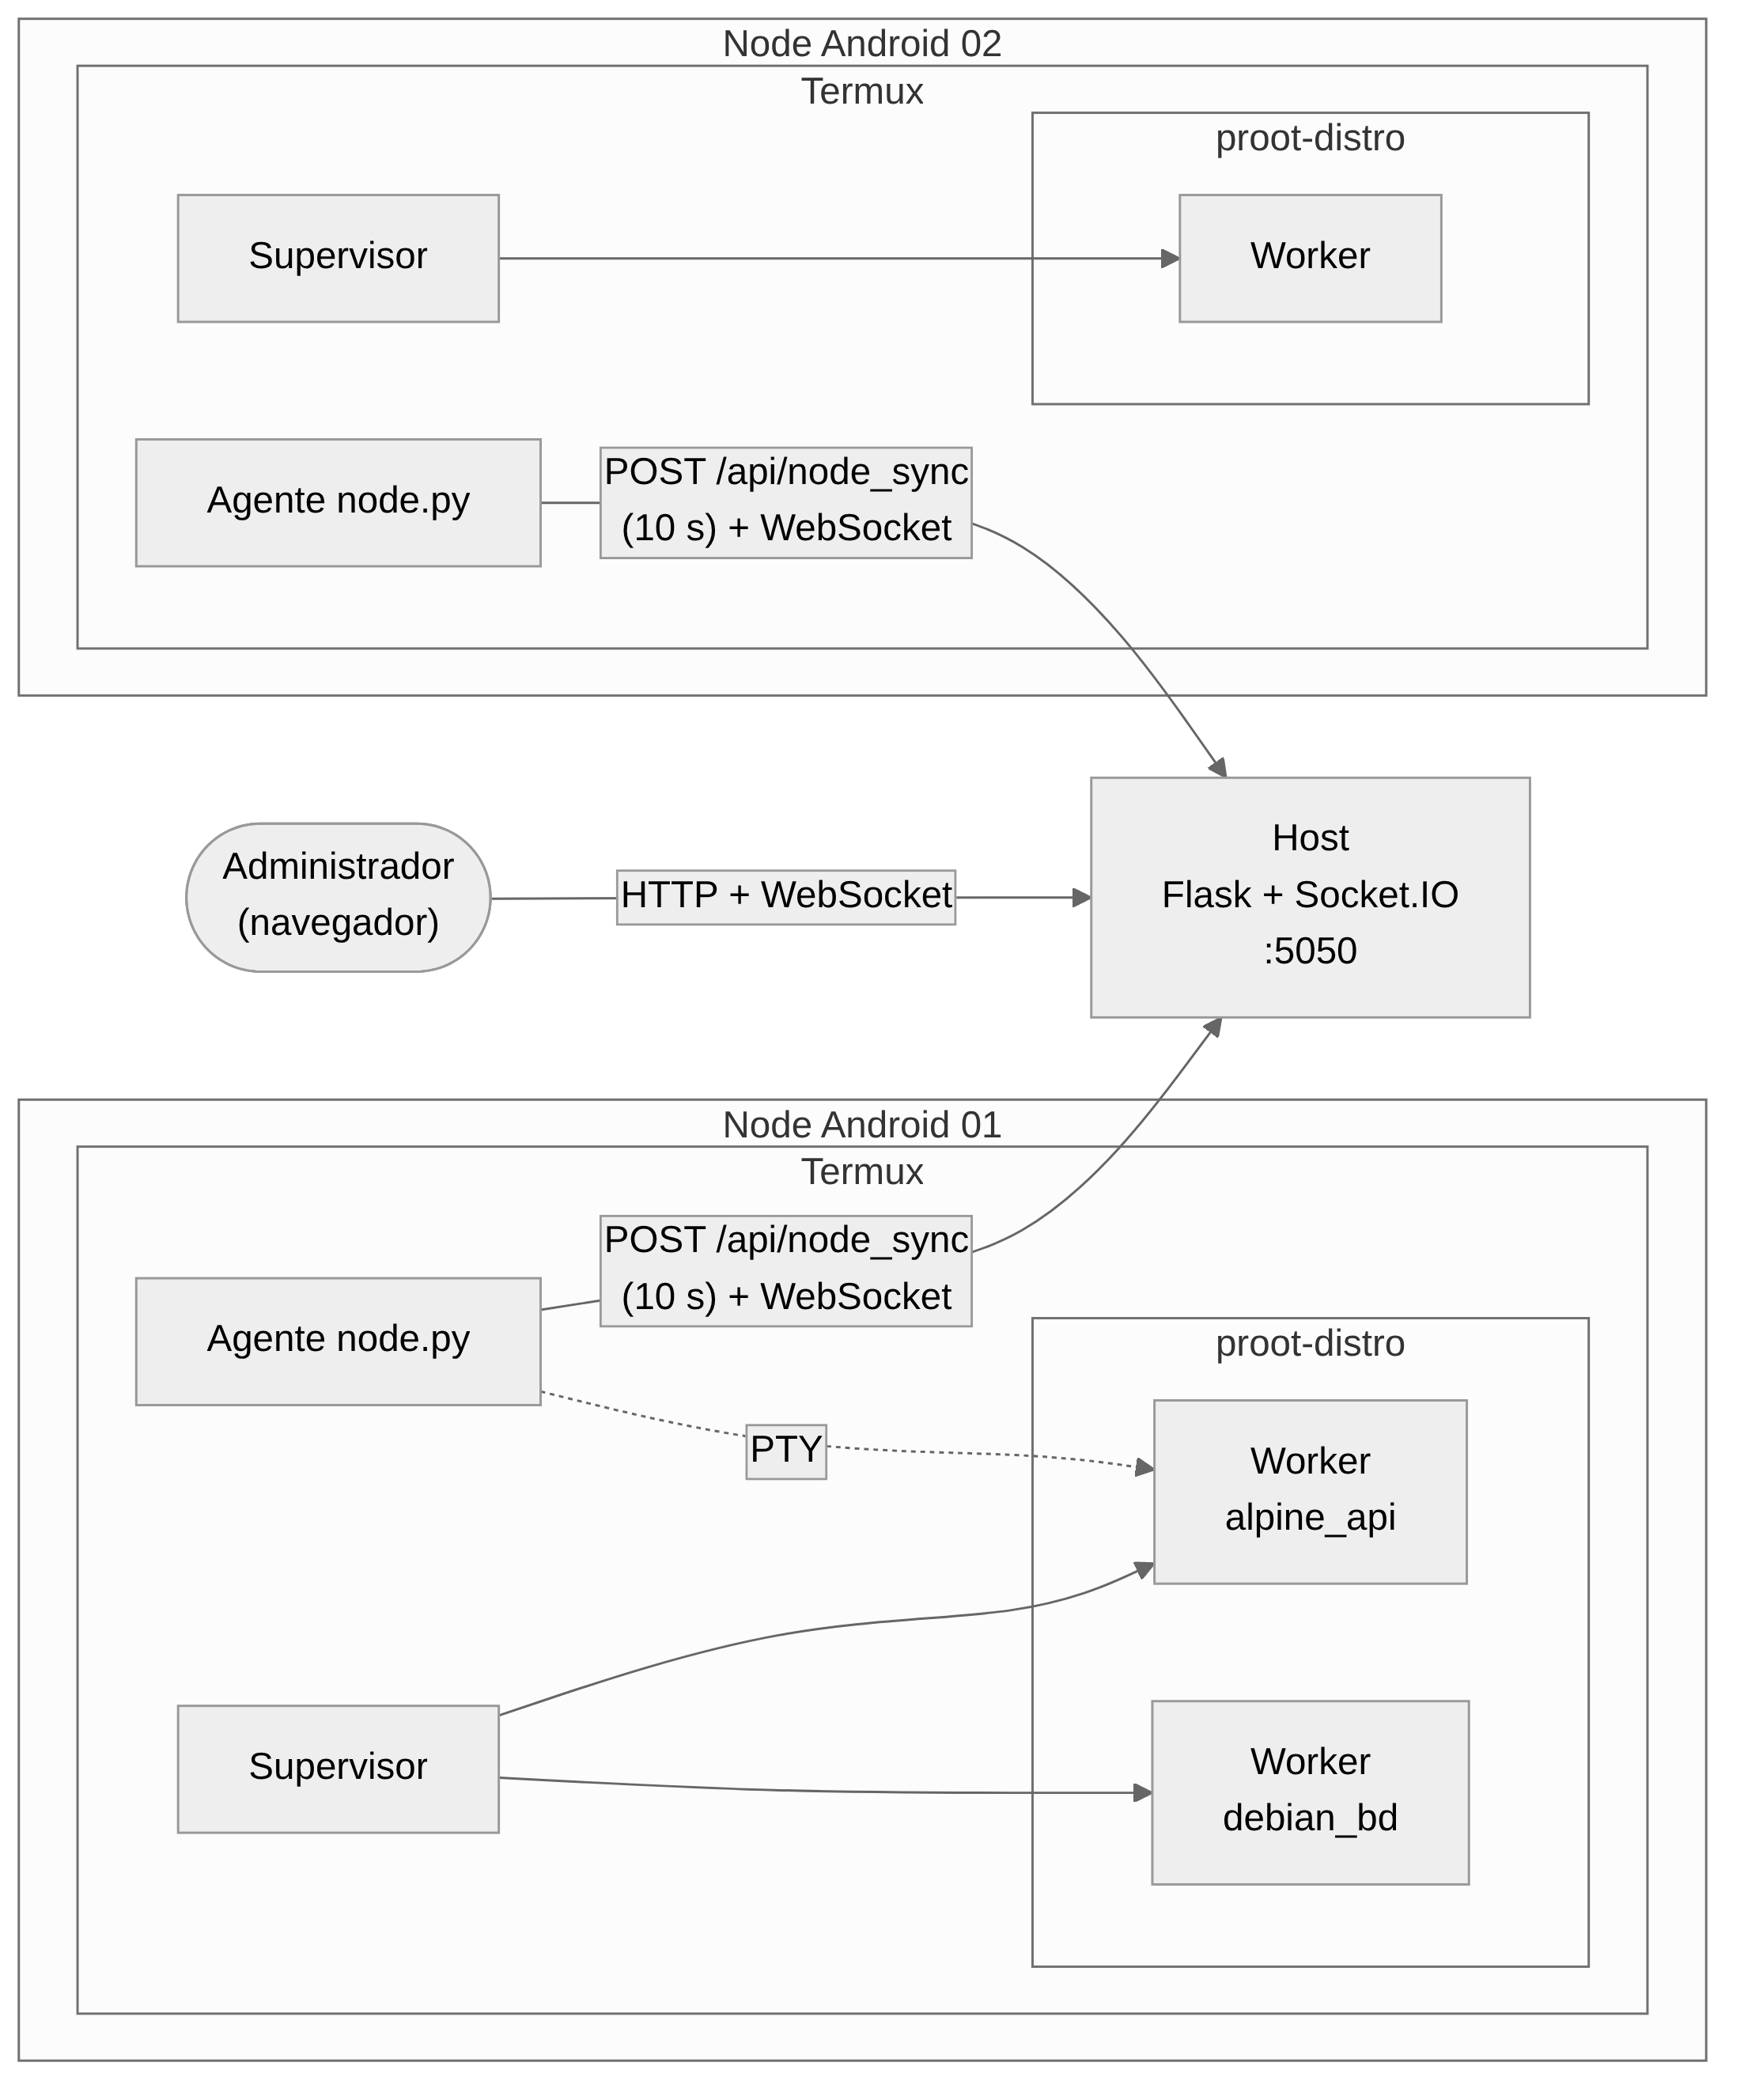 Node Android 02
Termux
proot-distro
Supervisor
Worker
Agente node.py
POST /api/node_sync
(10 s) + WebSocket
Administrador
(navegador)
HTTP + WebSocket
Host
Flask + Socket.IO
:5050
Node Android 01
Termux
POST /api/node_sync
(10 s) + WebSocket
Agente node.py
proot-distro
PTY
Worker
alpine_api
Supervisor
Worker
debian_bd